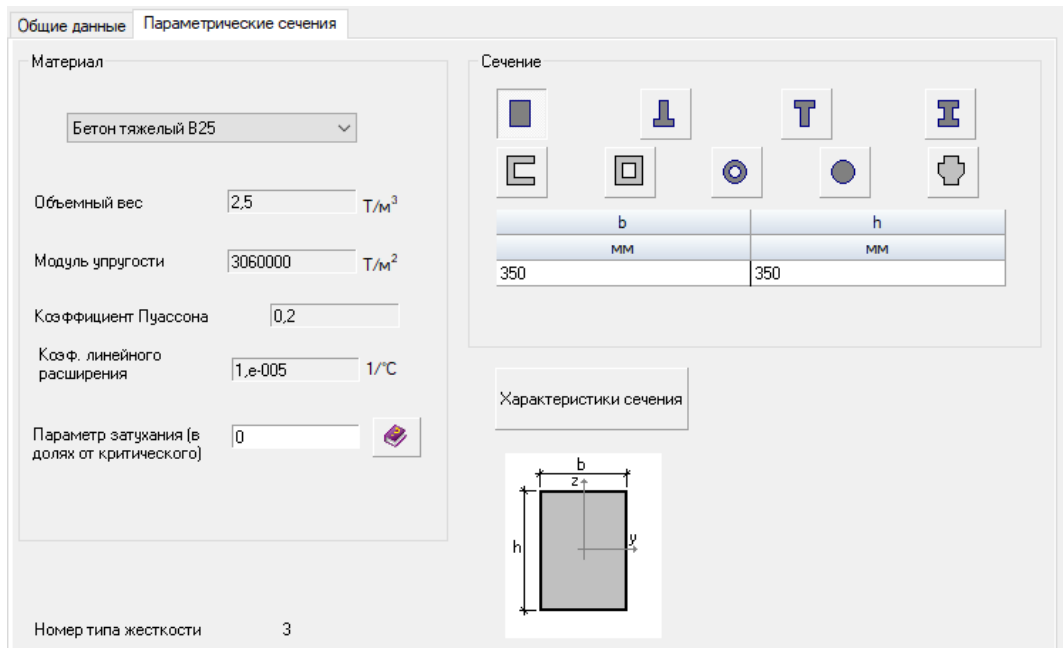 Общие данные
Параметрические сечения
Материал
Бетон тяжелый B25
Объемный вес
2,5
Т/м³
Модуль упругости
3060000
Т/м²
Коэффициент Пуассона
0,2
Коэф. линейного
расширения
1,e-005
1/°C
Параметр затухания (в
долях от критического)
0
Номер типа жесткости
3
Сечение
b
h
мм
мм
350
350
Характеристики сечения
b
z
h
y